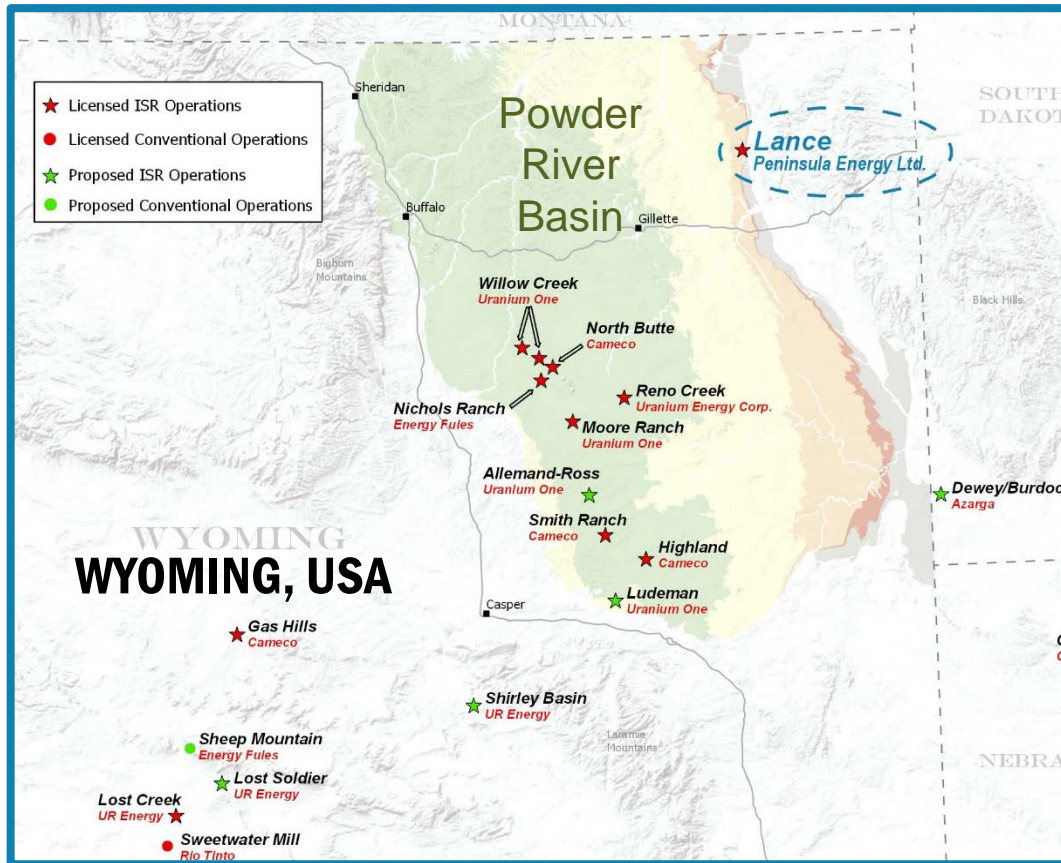 MONTANA
Licensed ISR Operations
Licensed Conventional Operations
Proposed ISR Operations
Proposed Conventional Operations
Sheridan
Powder
River
Basin
SOUTH
DAKOT
Lance
Peninsula Energy Ltd.
Buffalo
Gillette
Bighorn
Mountains
Black Hills
Willow Creek
Uranium One
North Butte
Cameco
Nichols Ranch
Energy Fules
Reno Creek
Uranium Energy Corp.
Moore Ranch
Uranium One
Allemand-Ross
Uranium One
Dewey/Burdoc
Azarga
Smith Ranch
Cameco
Highland
Cameco
WYOMING
WYOMING, USA
Ludeman
Uranium One
Casper
Gas Hills
Cameco
Shirley Basin
UR Energy
Laramie
Mountains
Sheep Mountain
Energy Fules
NEBRA
Lost Soldier
UR Energy
Lost Creek
UR Energy
Sweetwater Mill
Rio Tinto